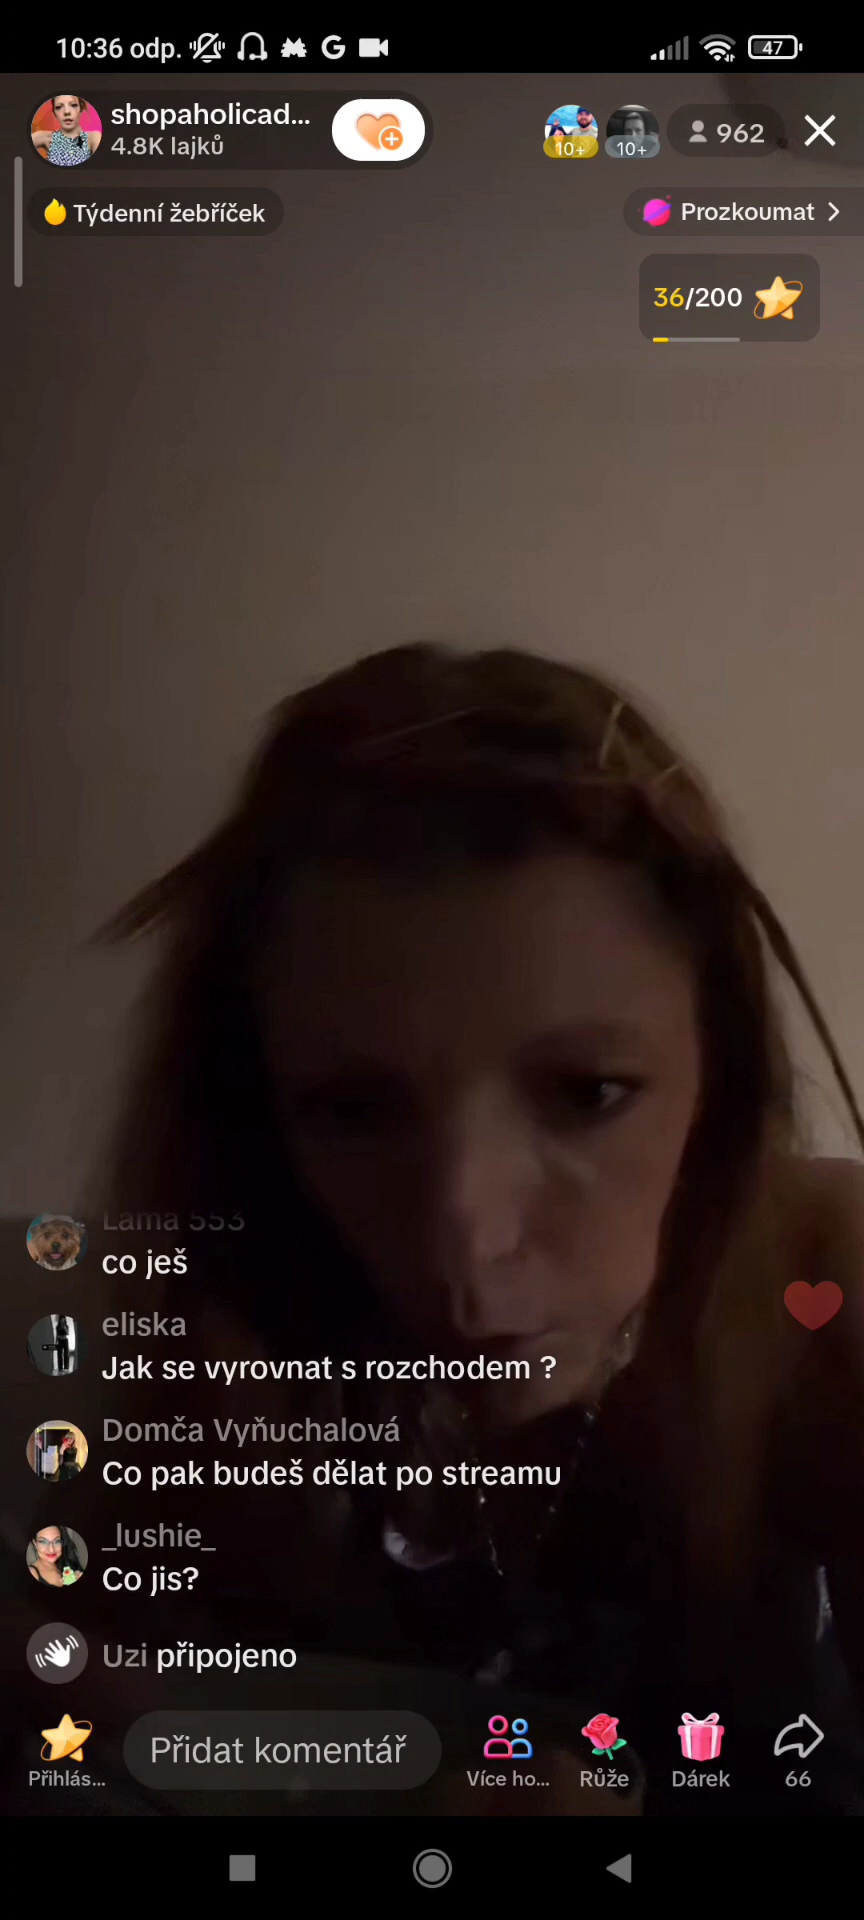 10:36 odp.
47
shopaholicad...
4.8K lajků
10+
10+
962
Týdenní žebříček
Prozkoumat
36/200
Lama 553
co ješ
eliska
Jak se vyrovnat s rozchodem ?
Domča Vyňuchalová
Co pak budeš dělat po streamu
_lushie_
Co jis?
Uzi připojeno
Přidat komentář
Přihlás...
Více ho...
Růže
Dárek
66